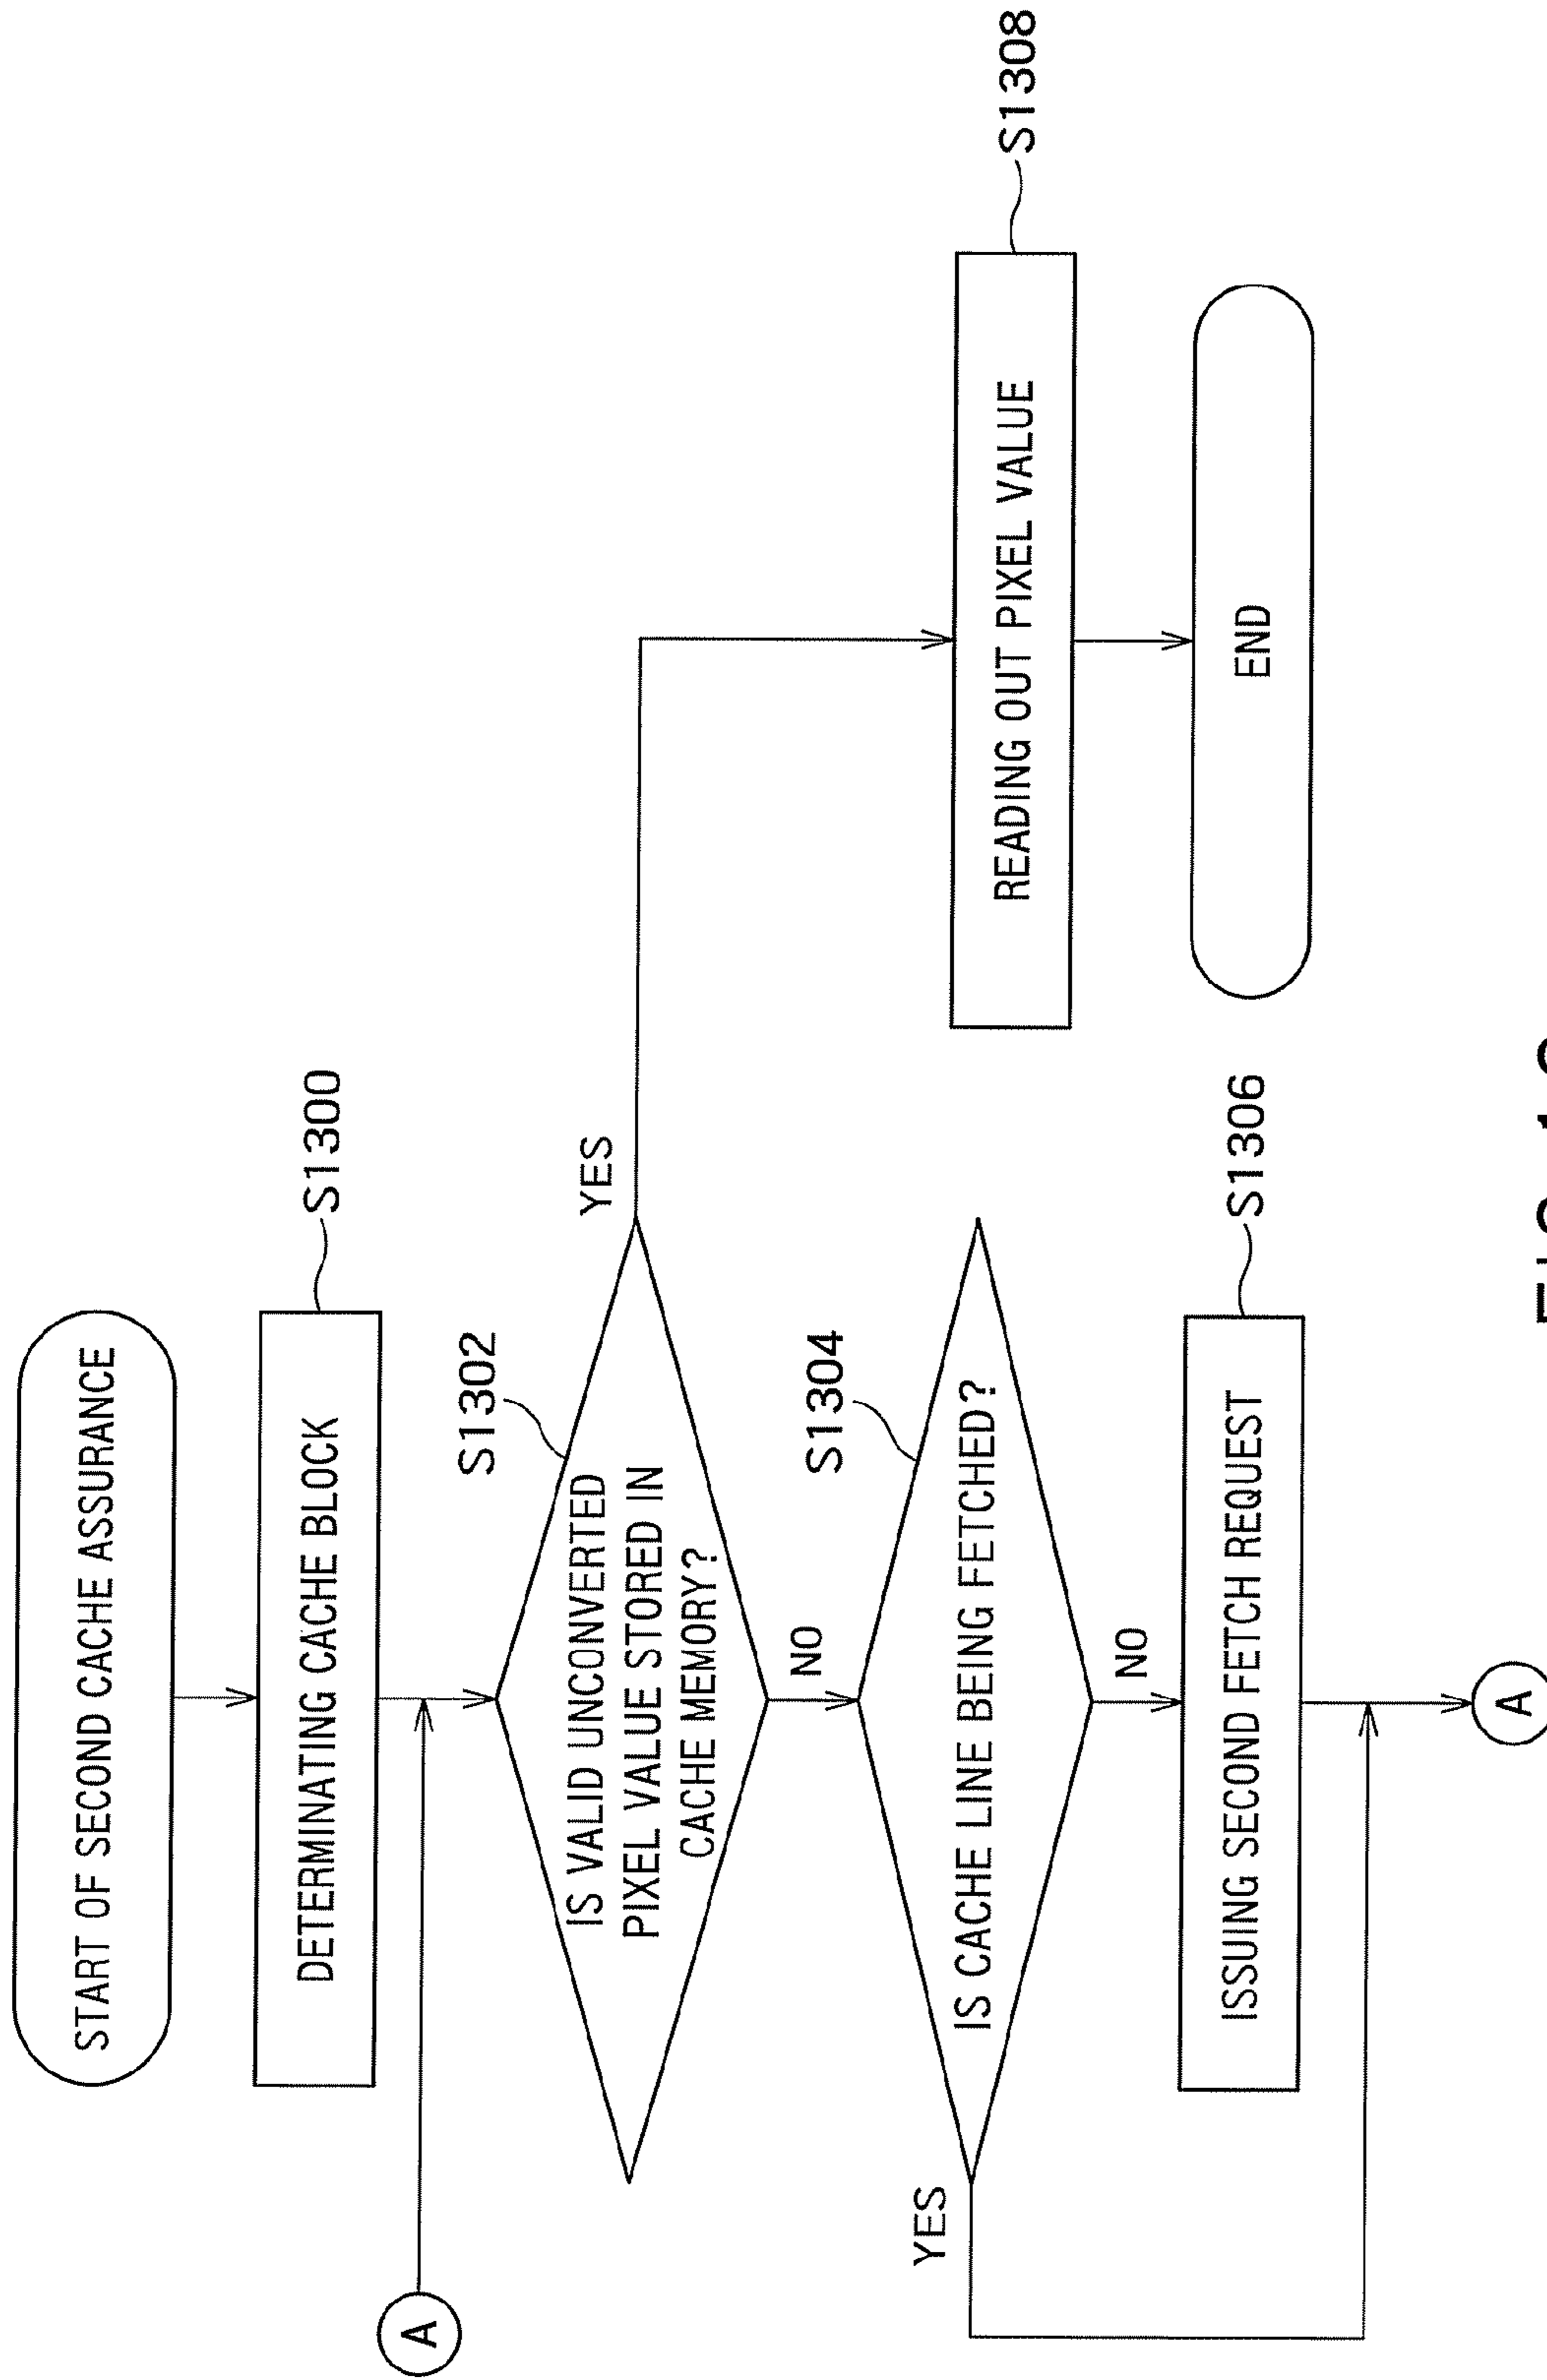 START OF SECOND CACHE ASSURANCE
DETERMINATING CACHE BLOCK
S1300
A
IS VALID UNCONVERTED
PIXEL VALUE STORED IN
CACHE MEMORY?
S1302
YES
NO
IS CACHE LINE BEING FETCHED?
S1304
YES
NO
ISSUING SECOND FETCH REQUEST
S1306
A
READING OUT PIXEL VALUE
S1308
END